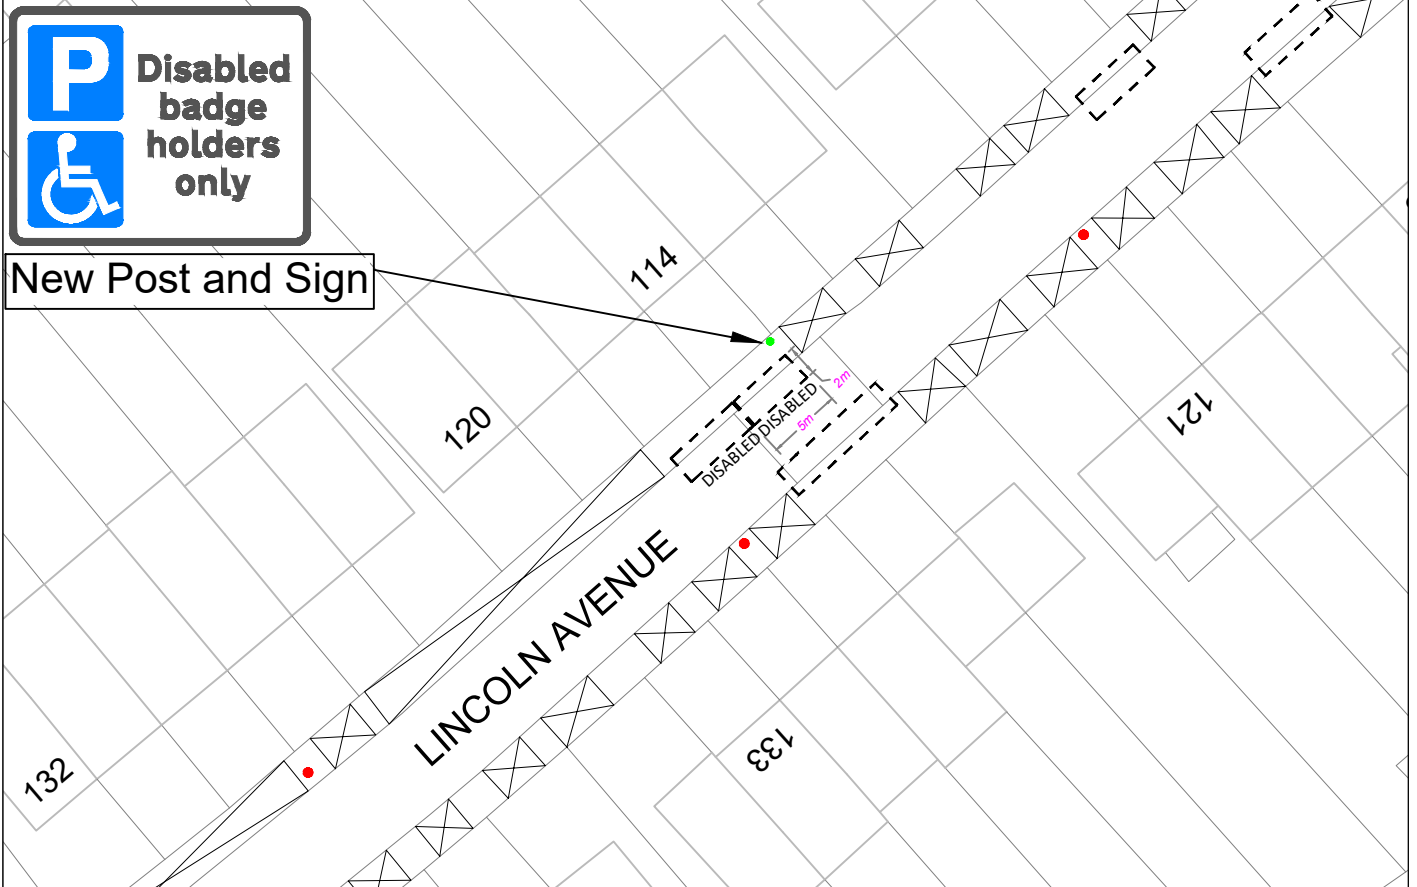 P
Disabled
badge
holders
only
New Post and Sign
114
120
2m
5m
DISABLED
DISABLED
121
LINCOLN AVENUE
133
132